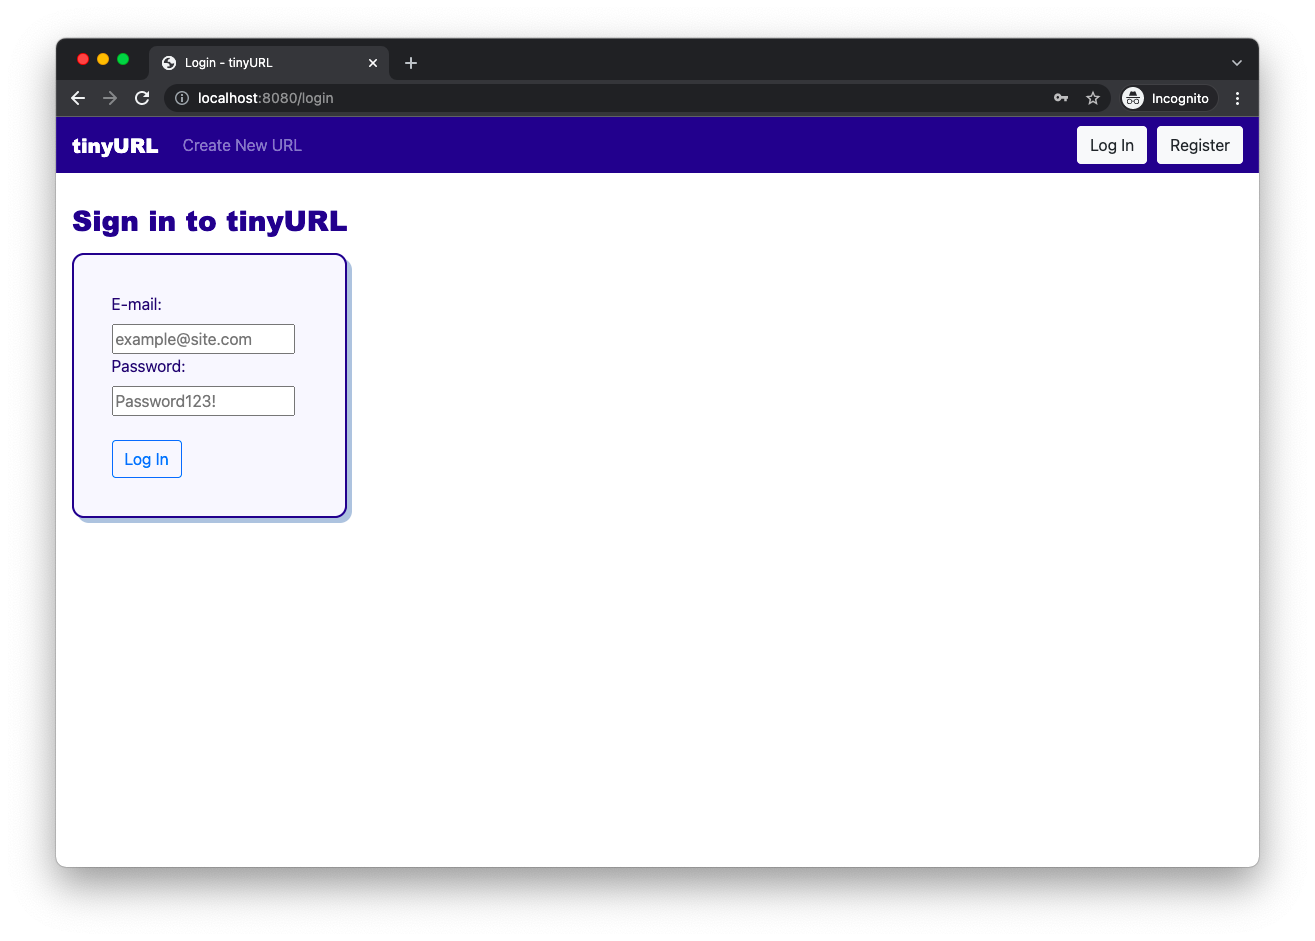 Login - tinyURL
localhost:8080/login
Incognito
tinyURL Create New URL Log In Register
Sign in to tinyURL
E-mail:
example@site.com
Password:
Password123!
Log In